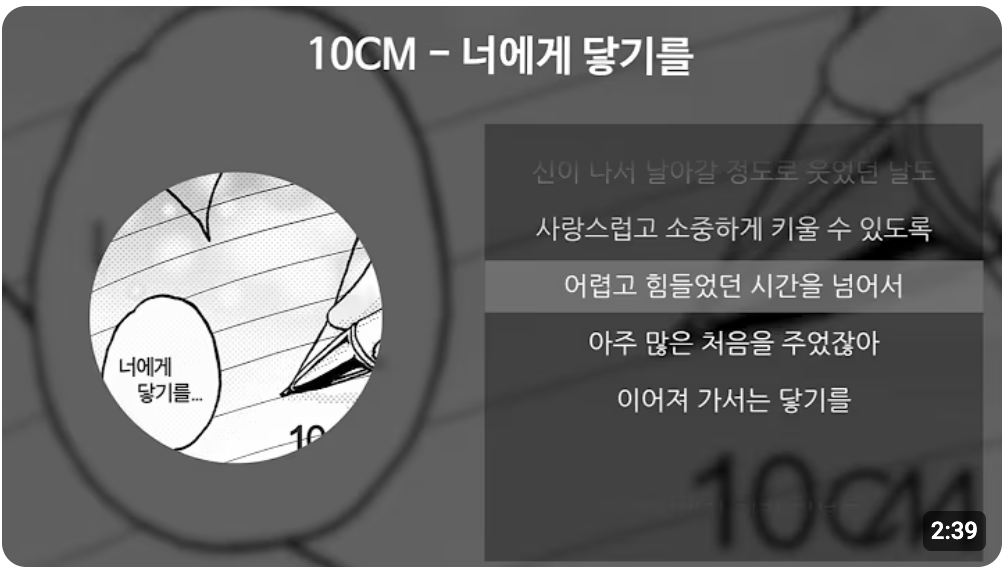 10CM - 너에게 닿기를
신이 나서 날아갈 정도로 웃었던 날도
사랑스럽고 소중하게 키울 수 있도록
어렵고 힘들었던 시간을 넘어서
아주 많은 처음을 주었잖아
이어져 가서는 닿기를
너에게
닿기를...
10
10CM
2:39